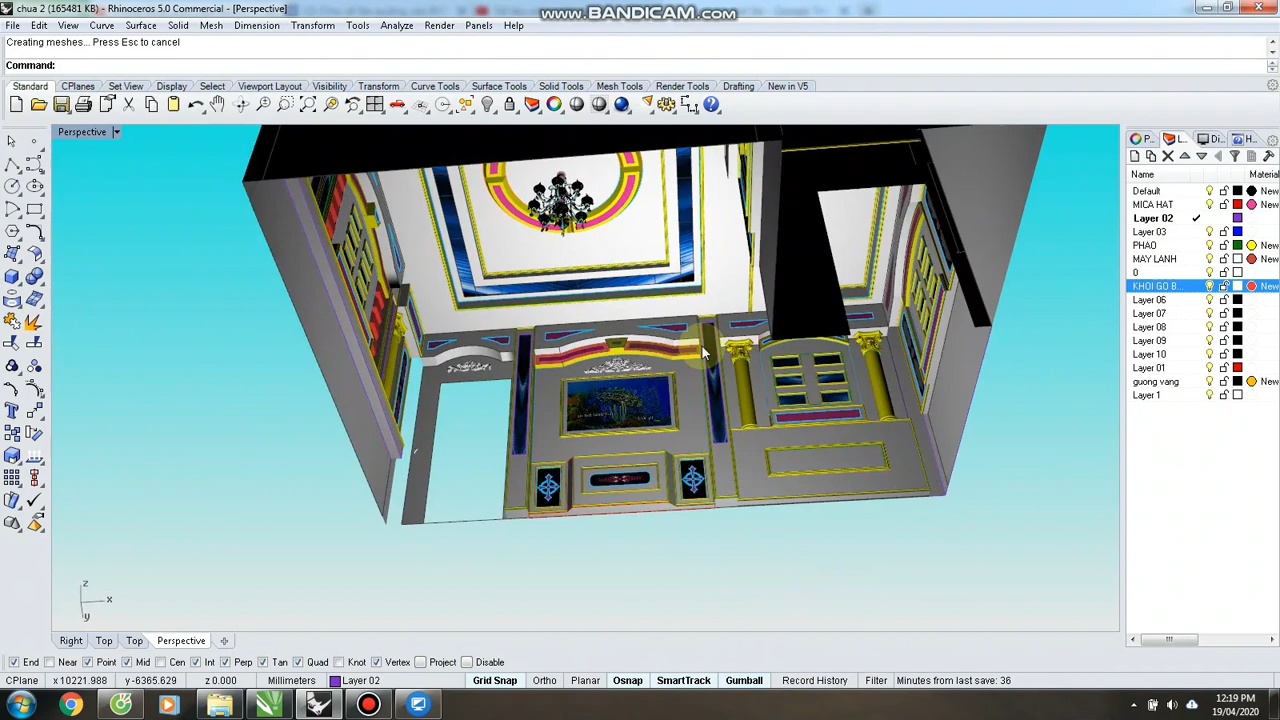 chua 2 (165481 KB) - Rhinoceros 5.0 Commercial - [Perspective]
www.BANDICAM.com
File Edit View Curve Surface Solid Mesh Dimension Transform Tools Analyze Render Panels Help
Creating meshes... Press Esc to cancel
Command:
Standard CPlanes Set View Display Select Viewport Layout Visibility Transform Curve Tools Surface Tools Solid Tools Mesh Tools Render Tools Drafting New in V5
Perspective
P... L... Di... H...
Name Material
Default
MICA HAT New
Layer 02
Layer 03
PHAO New
MAY LANH New
0
KHOI GO B... New
Layer 06
Layer 07
Layer 08
Layer 09
Layer 10
Layer 01
guong vang New
Layer 1
z
x
y
Right Top Top Perspective
End Near Point Mid Cen Int Perp Tan Quad Knot Vertex Project Disable
CPlane x 10221.988 y -6365.629 z 0.000 Millimeters Layer 02 Grid Snap Ortho Planar Osnap SmartTrack Gumball Record History Filter Minutes from last save: 36
12:19 PM
19/04/2020